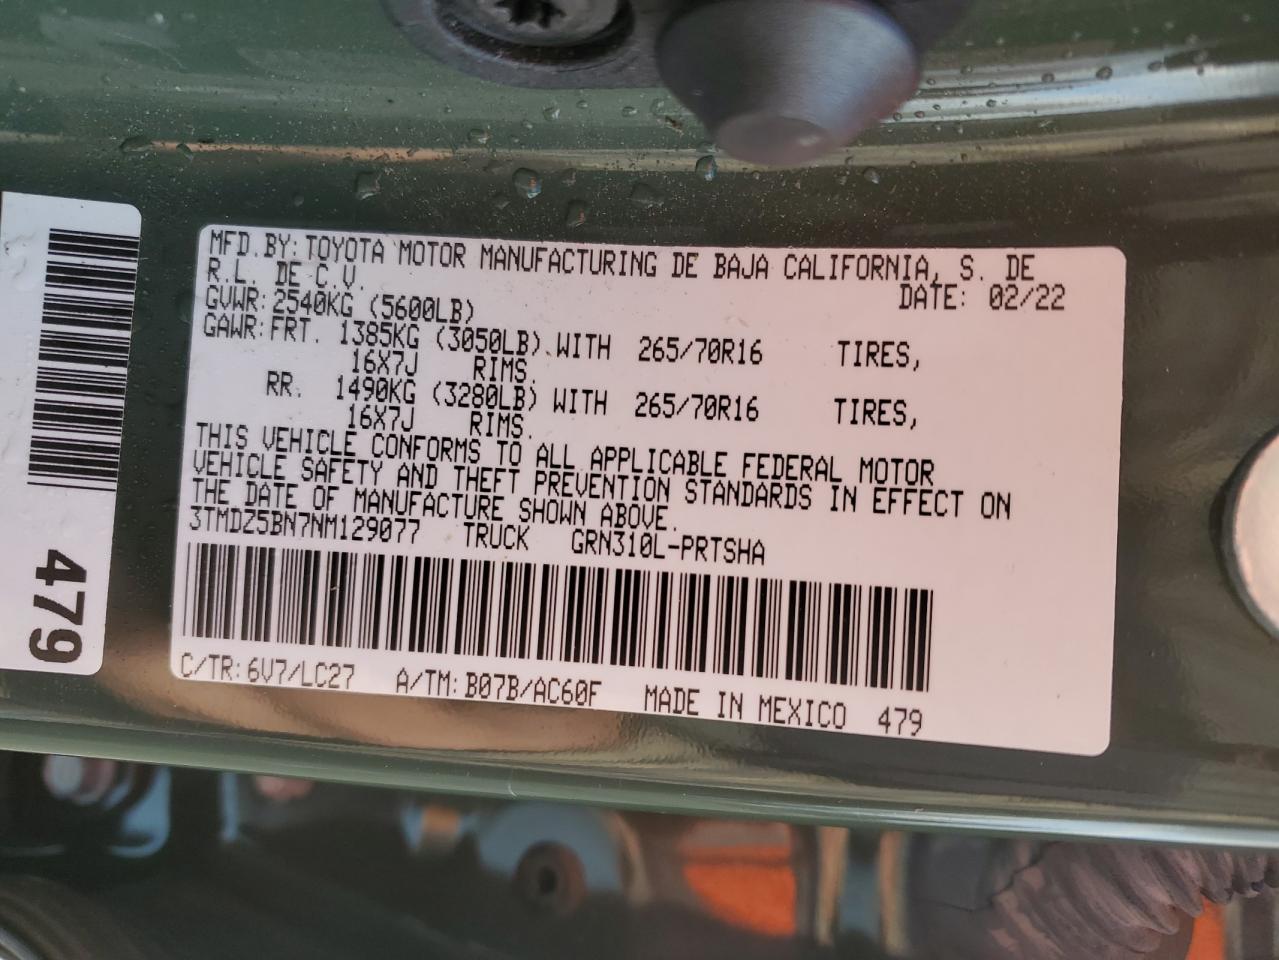 MFD. BY: TOYOTA MOTOR MANUFACTURING DE BAJA CALIFORNIA, S. DE
R.L. DE C.V. DATE: 02/22
GVWR: 2540KG (5600LB)
GAWR: FRT. 1385KG (3050LB) WITH 265/70R16 TIRES,
16X7J RIMS.
RR. 1490KG (3280LB) WITH 265/70R16 TIRES,
16X7J RIMS.
THIS VEHICLE CONFORMS TO ALL APPLICABLE FEDERAL MOTOR
VEHICLE SAFETY AND THEFT PREVENTION STANDARDS IN EFFECT ON
THE DATE OF MANUFACTURE SHOWN ABOVE.
3TMDZ5BN7NM129077 TRUCK GRN310L-PRTSHA
C/TR: 6V7/LC27 A/TM: B07B/AC60F MADE IN MEXICO 479
479